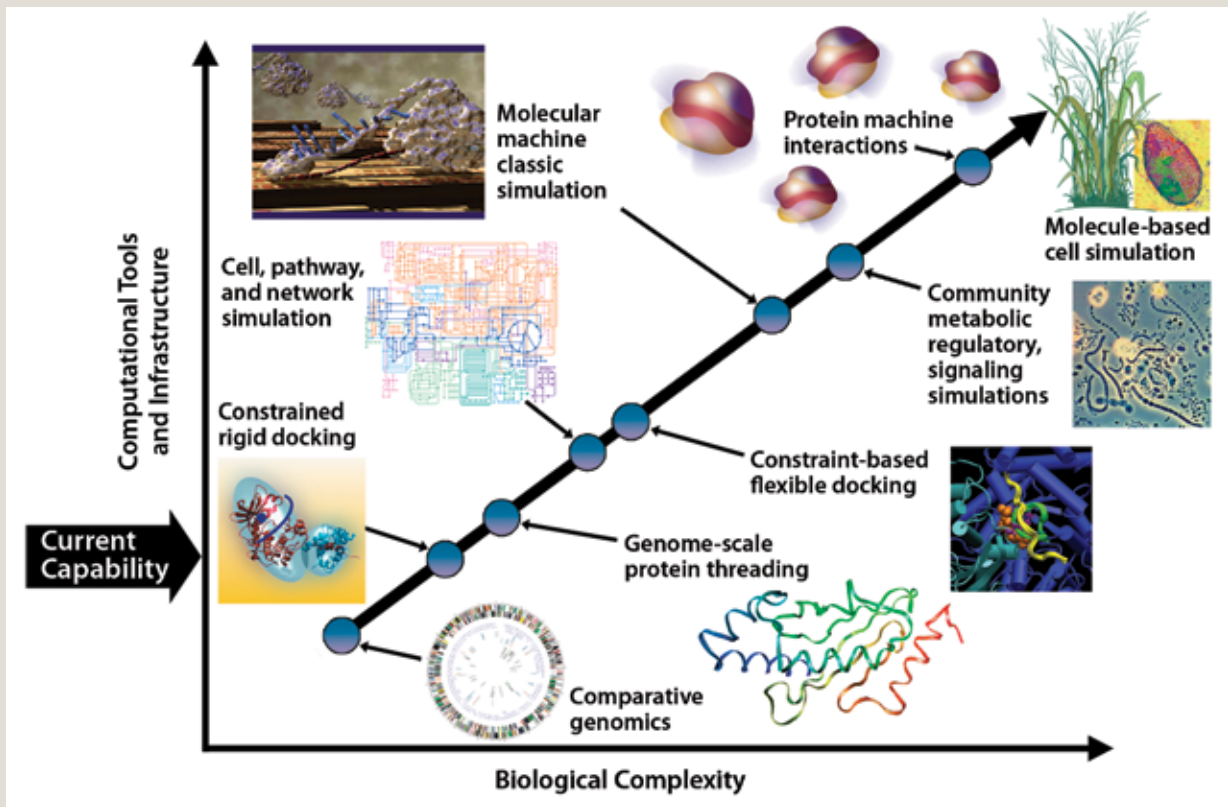 Computational Tools
and Infrastructure
Current
Capability
Molecular
machine
classic
simulation
Protein machine
interactions
Molecule-based
cell simulation
Cell, pathway,
and network
simulation
Community
metabolic
regulatory,
signaling
simulations
Constrained
rigid docking
Constraint-based
flexible docking
Genome-scale
protein threading
Comparative
genomics
Biological Complexity